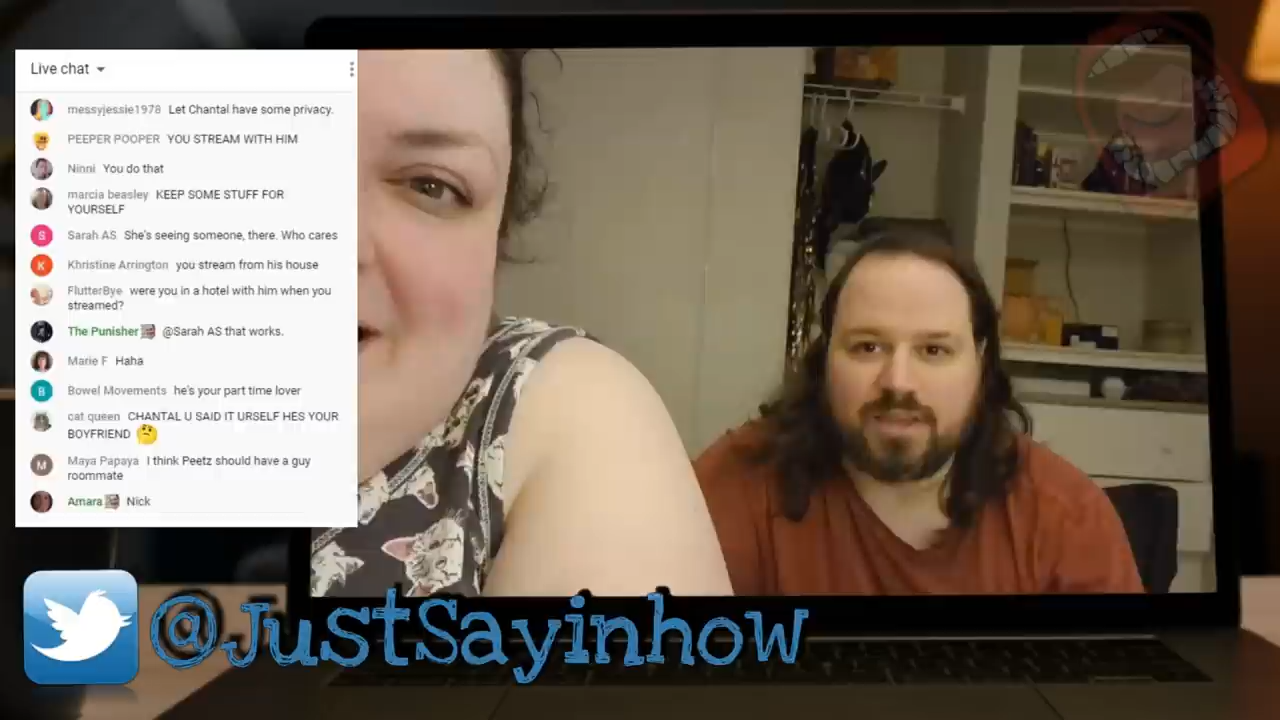 Live chat
messyjessie1978 Let Chantal have some privacy.
PEEPER POOPER YOU STREAM WITH HIM
Ninni You do that
marcia beasley KEEP SOME STUFF FOR
YOURSELF
S Sarah AS She's seeing someone, there. Who cares
K Khristine Arrington you stream from his house
FlutterBye were you in a hotel with him when you
streamed?
The Punisher @Sarah AS that works.
Marie F Haha
B Bowel Movements he's your part time lover
cat queen CHANTAL U SAID IT URSELF HES YOUR
BOYFRIEND 🤔
M Maya Papaya I think Peetz should have a guy
roommate
Amara Nick
@JustSayinhow